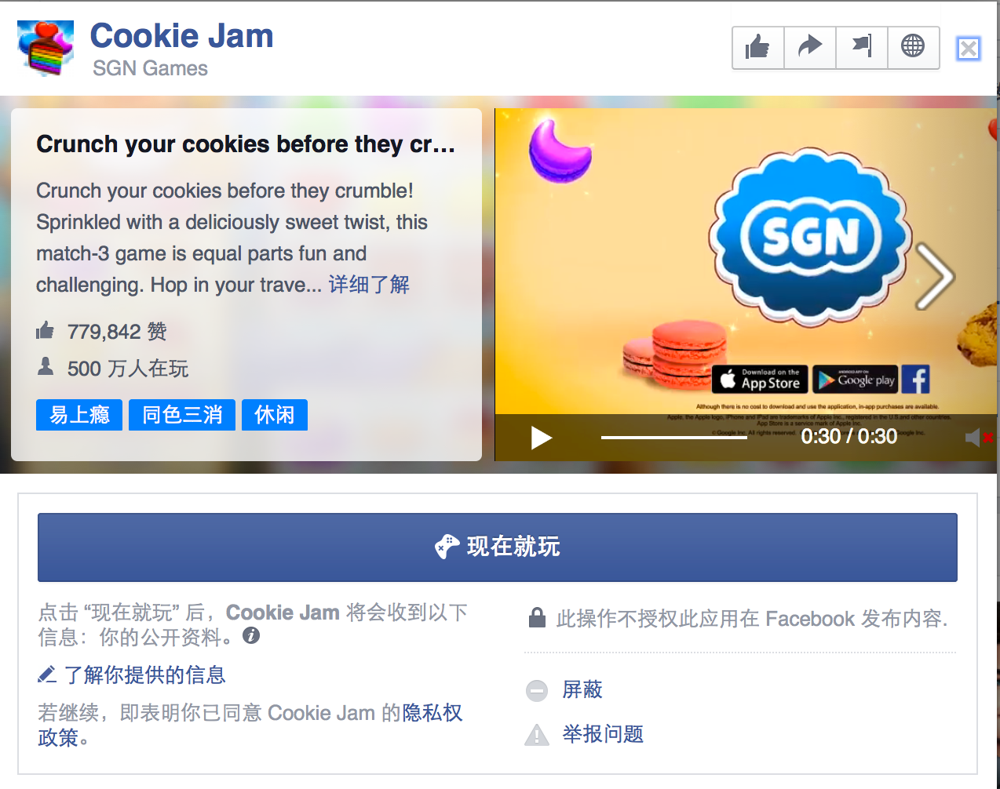 Cookie Jam
SGN Games
Crunch your cookies before they cr...
Crunch your cookies before they crumble!
Sprinkled with a deliciously sweet twist, this
match-3 game is equal parts fun and
challenging. Hop in your trave... 详细了解
779,842 赞
500 万人在玩
易上瘾 同色三消 休闲
SGN
Download on the
App Store
ANDROID APP ON
Google play
f
Although there is no cost to download and use the application, in-app purchases are available.
Apple, the Apple logo, iPhone and iPad are trademarks of Apple Inc., registered in the U.S and other countries.
App Store is a service mark of Apple Inc.
© Google Inc. All rights reserved. Google Inc.
0:30 / 0:30
现在就玩
点击 “现在就玩” 后，Cookie Jam 将会收到以下
信息：你的公开资料。
了解你提供的信息
若继续，即表明你已同意 Cookie Jam 的隐私权
政策。
此操作不授权此应用在 Facebook 发布内容.
屏蔽
举报问题